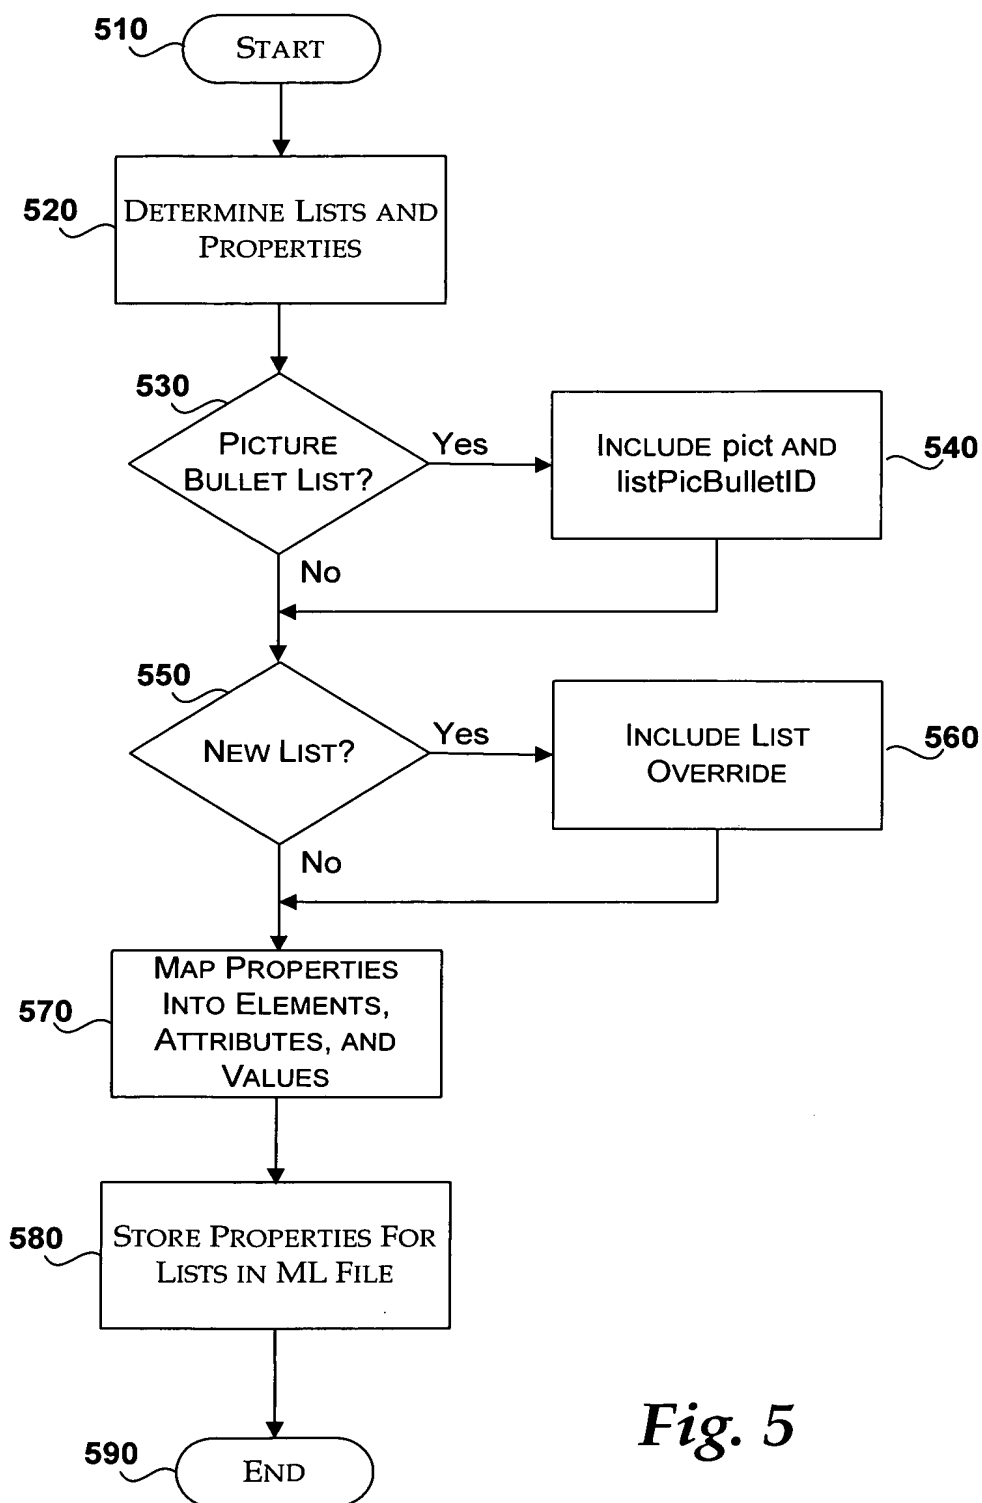 510
START
520
DETERMINE LISTS AND
PROPERTIES
530
PICTURE
BULLET LIST?
Yes
INCLUDE pict AND
listPicBulletID
540
No
550
NEW LIST?
Yes
INCLUDE LIST
OVERRIDE
560
No
570
MAP PROPERTIES
INTO ELEMENTS,
ATTRIBUTES, AND
VALUES
580
STORE PROPERTIES FOR
LISTS IN ML FILE
590
END
Fig. 5